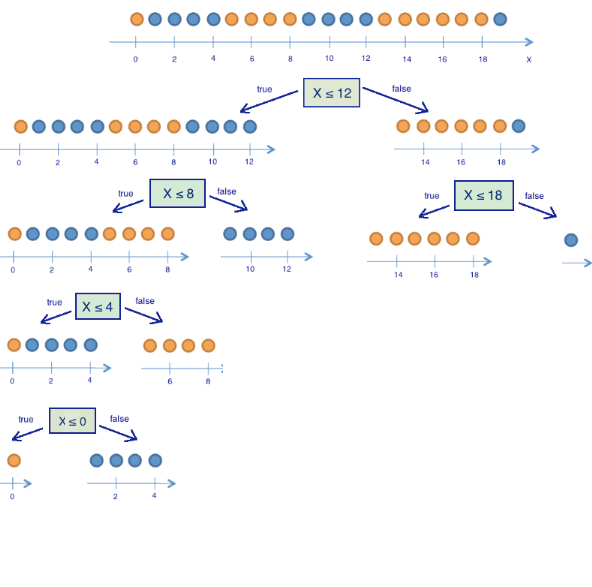 0 2 4 6 8 10 12 14 16 18 X
true X ≤ 12 false
0 2 4 6 8 10 12 14 16 18
true X ≤ 8 false true X ≤ 18 false
0 2 4 6 8 10 12 14 16 18
true X ≤ 4 false
0 2 4 6 8
true X ≤ 0 false
0 2 4